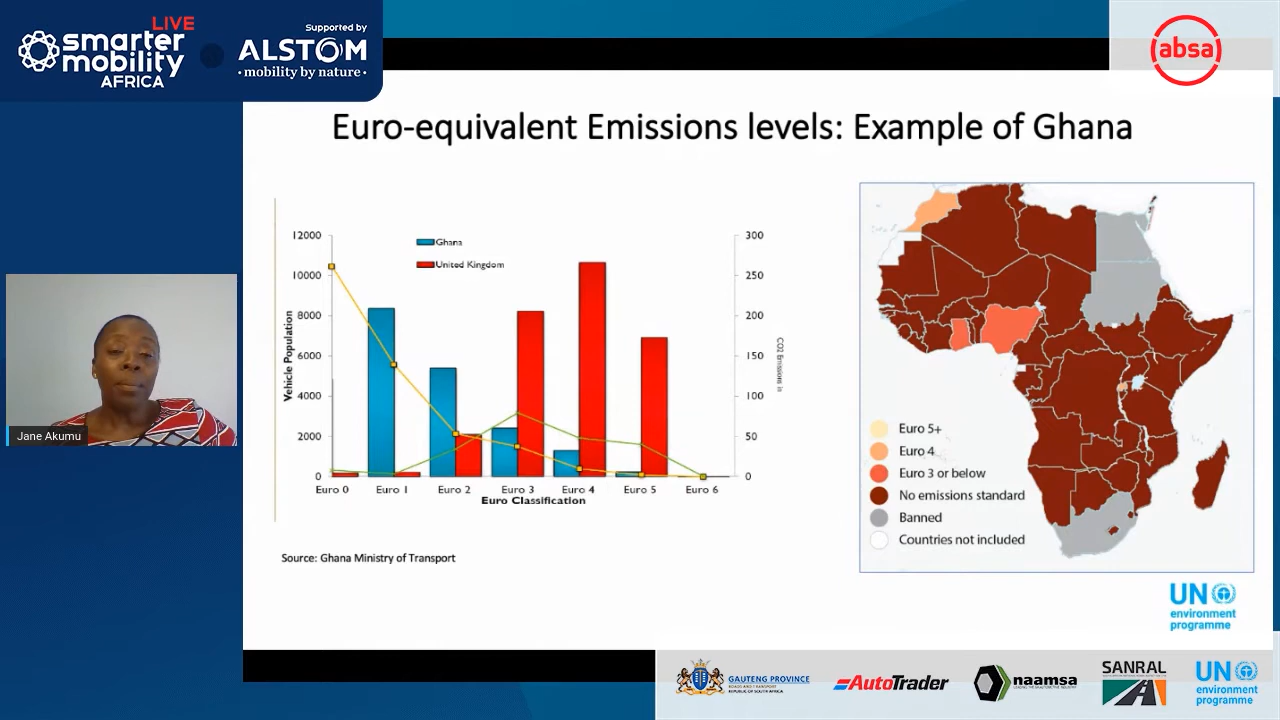 LIVE
smarter
mobility
AFRICA
Supported by
ALSTOM
• mobility by nature •
absa
Euro-equivalent Emissions levels: Example of Ghana
Ghana
United Kingdom
Vehicle Population
12000
10000
8000
6000
4000
2000
0
300
250
200
150
100
50
0
CO2 Emissions in
Euro 0
Euro 1
Euro 2
Euro 3
Euro 4
Euro 5
Euro 6
Euro Classification
Source: Ghana Ministry of Transport
Euro 5+
Euro 4
Euro 3 or below
No emissions standard
Banned
Countries not included
UN
environment
programme
Jane Akumu
GAUTENG PROVINCE
ROADS AND TRANSPORT
REPUBLIC OF SOUTH AFRICA
AutoTrader
naamsa
SANRAL
UN
environment
programme